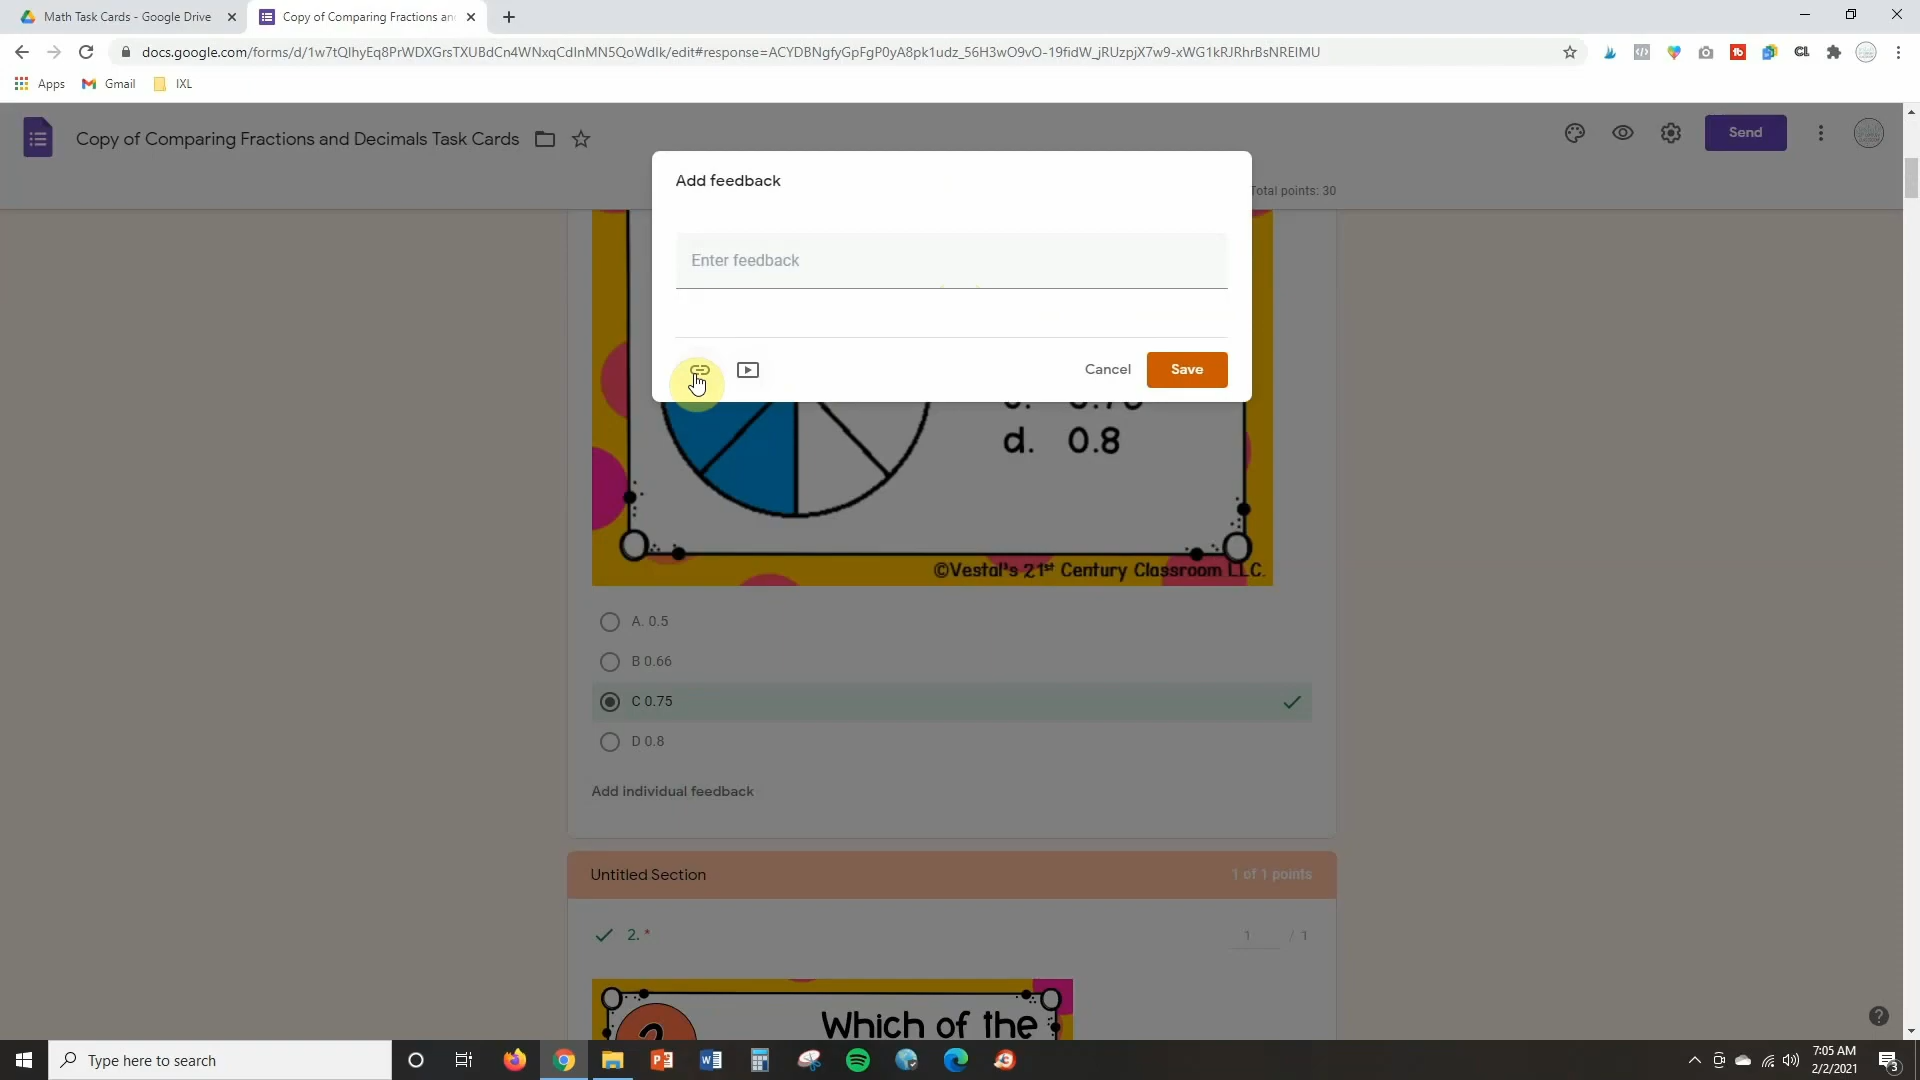 Math Task Cards - Google Drive
Copy of Comparing Fractions an
docs.google.com/forms/d/1w7tQlhyEq8PrWDXGrsTXUBdCn4WNxqCdlnMN5QoWdlk/edit#response=ACYDBNgfyGpFgP0yA8pk1udz_56H3wO9vO-19fidW_jRUzpjX7w9-xWG1kRJRhrBsNREIMU
Apps
Gmail
IXL
Copy of Comparing Fractions and Decimals Task Cards
Send
Total points: 30
Add feedback
Enter feedback
Cancel
Save
d. 0.8
©Vestal's 21st Century Classroom LLC.
A. 0.5
B 0.66
C 0.75
D 0.8
Add individual feedback
Untitled Section
1 of 1 points
2. *
1 / 1
2
Which of the
Type here to search
7:05 AM
2/2/2021
3